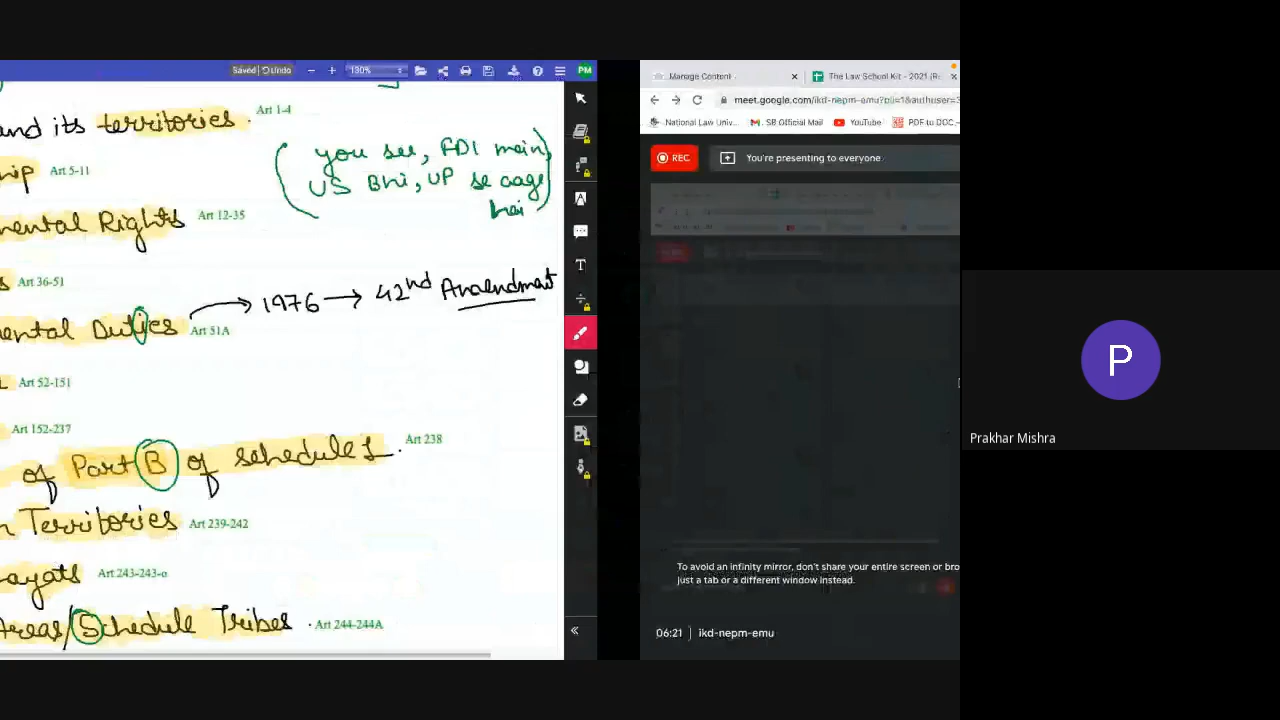 Saved Undo
130%
PM
and its territories. Art 1-4
(you see, FDI main,
US Bhi, UP se aage
hai)
hip Art 5-11
mental Rights Art 12-35
s Art 36-51
mental Duties Art 51A → 1976 → 42nd Amendment
Art 52-151
Art 152-237
of Part B of schedule 1. Art 238
n Territories Art 239-242
ayats Art 243-243-o
Areas/Schedule Tribes Art 244-244A
Manage Content
The Law School Kit - 2021 (R
meet.google.com/ikd-nepm-emu?pli=1&authuser=
National Law Univ...
SR Official Mail
YouTube
PDF to DOC
REC
You're presenting to everyone
To avoid an infinity mirror, don't share your entire screen or bro
just a tab or a different window instead.
06:21 | ikd-nepm-emu
P
Prakhar Mishra